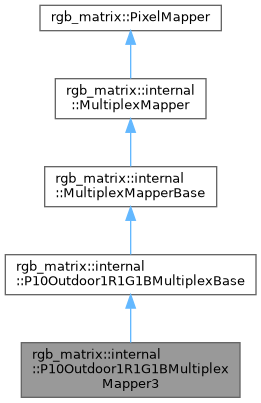 rgb_matrix::PixelMapper
rgb_matrix::internal
::MultiplexMapper
rgb_matrix::internal
::MultiplexMapperBase
rgb_matrix::internal
::P10Outdoor1R1G1BMultiplexBase
rgb_matrix::internal
::P10Outdoor1R1G1BMultiplex
Mapper3